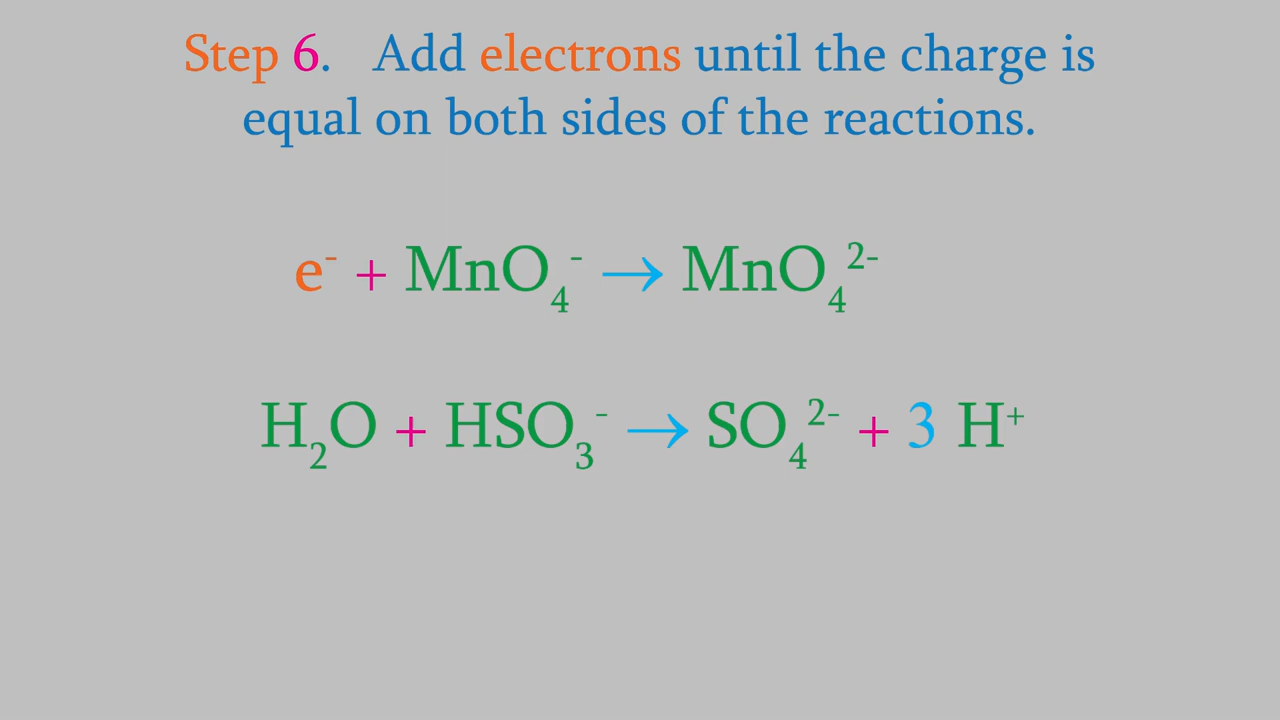 Step 6. Add electrons until the charge is
equal on both sides of the reactions.
e⁻ + MnO₄⁻ → MnO₄²⁻
H₂O + HSO₃⁻ → SO₄²⁻ + 3 H⁺